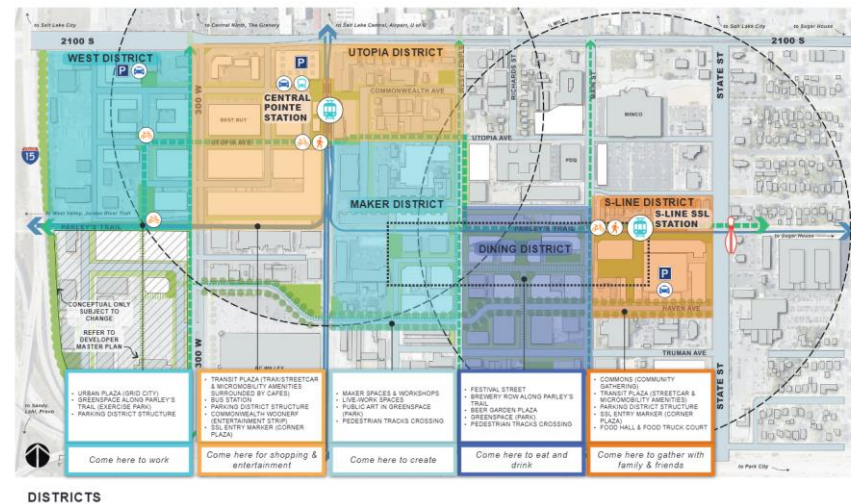 to Salt Lake City
to Central North, The Granary
to Salt Lake Central, Airport, U of U
½ MILE
to Salt Lake City
to Sugar House
2100 S
2100 S
WEST DISTRICT
UTOPIA DISTRICT
P
P
300 W
CENTRAL
POINTE
STATION
COMMONWEALTH AVE
RICHARDS ST
MAIN ST
STATE ST
BEST BUY
MINCO
UTOPIA AVE
UTOPIA AVE
PDQ
15
to West Valley, Jordan River Trail
MAKER DISTRICT
S-LINE DISTRICT
S-LINE SSL
STATION
PARLEY'S TRAIL
PARLEY'S TRAIL
to Sugar House
DINING DISTRICT
P
CONCEPTUAL ONLY
SUBJECT TO
CHANGE
REFER TO
DEVELOPER
MASTER PLAN
HAVEN AVE
300 W
RC WILLEY
TRUMAN AVE
STATE ST
to Sandy,
Lehi, Provo
to Park City
• URBAN PLAZA (GRID CITY)
• GREENSPACE ALONG PARLEY'S
TRAIL (EXERCISE PARK)
• PARKING DISTRICT STRUCTURE
Come here to work
• TRANSIT PLAZA (TRAX/STREETCAR
& MICROMOBILITY AMENITIES
SURROUNDED BY CAFES)
• BUS STATION
• PARKING DISTRICT STRUCTURE
• COMMONWEALTH WOONERF
(ENTERTAINMENT STRIP)
• SSL ENTRY MARKER (CORNER
PLAZA)
Come here for shopping &
entertainment
• MAKER SPACES & WORKSHOPS
• LIVE-WORK SPACES
• PUBLIC ART IN GREENSPACE
(PARK)
• PEDESTRIAN TRACKS CROSSING
Come here to create
• FESTIVAL STREET
• BREWERY ROW ALONG PARLEY'S
TRAIL
• BEER GARDEN PLAZA
• GREENSPACE (PARK)
• PEDESTRIAN TRACKS CROSSING
Come here to eat and
drink
• COMMONS (COMMUNITY
GATHERING)
• TRANSIT PLAZA (STREETCAR &
MICROMOBILITY AMENITIES)
• PARKING DISTRICT STRUCTURE
• SSL ENTRY MARKER (CORNER
PLAZA)
• FOOD HALL & FOOD TRUCK COURT
Come here to gather with
family & friends
DISTRICTS